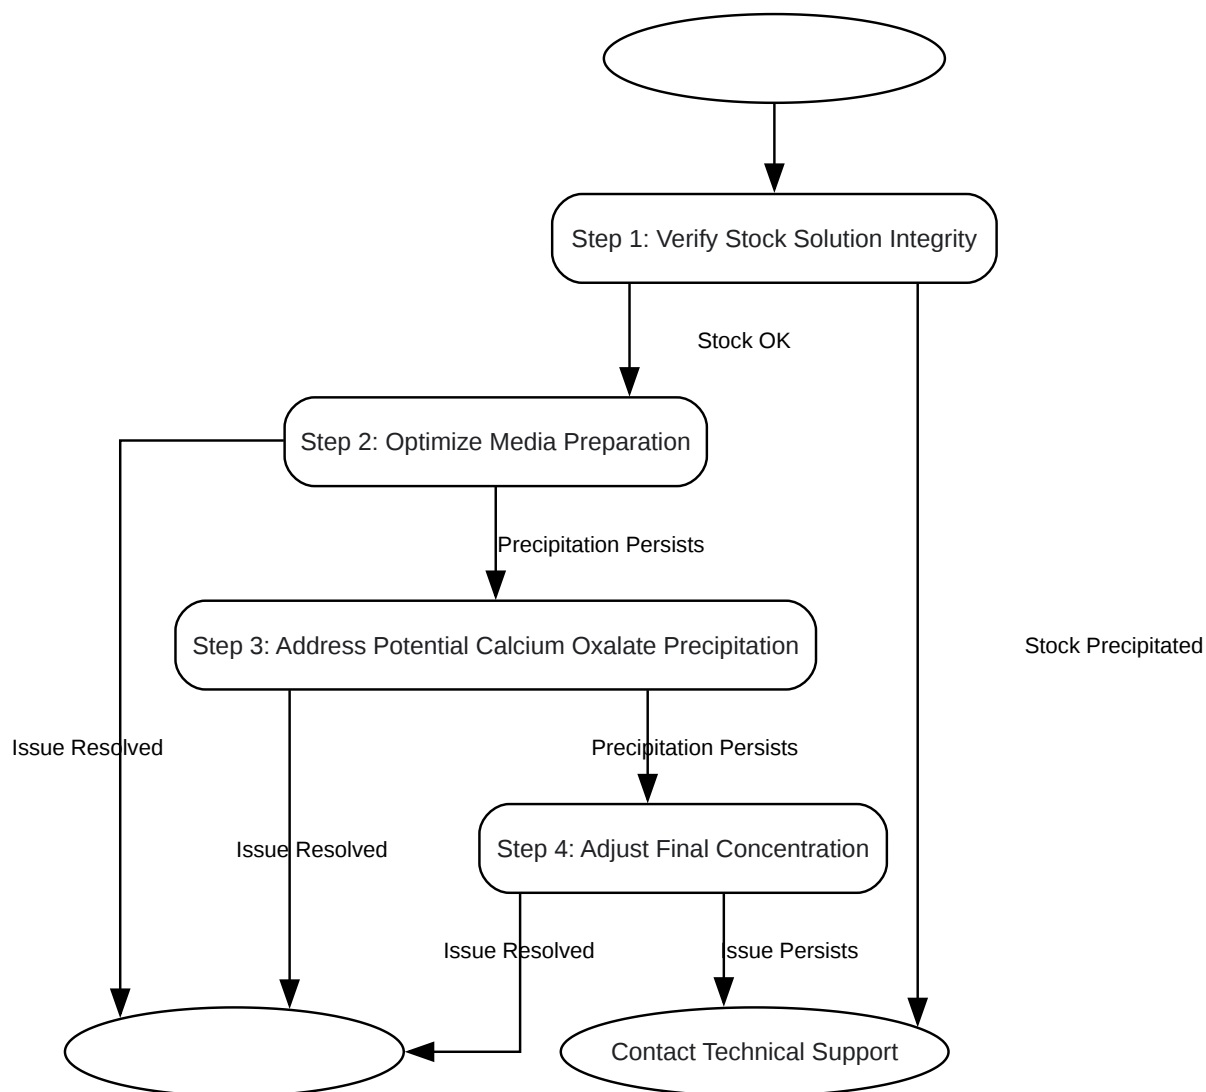 Step 1: Verify Stock Solution Integrity
Stock OK
Step 2: Optimize Media Preparation
Precipitation Persists
Step 3: Address Potential Calcium Oxalate Precipitation
Stock Precipitated
Issue Resolved
Precipitation Persists
Issue Resolved
Step 4: Adjust Final Concentration
Issue Resolved
Issue Persists
Contact Technical Support